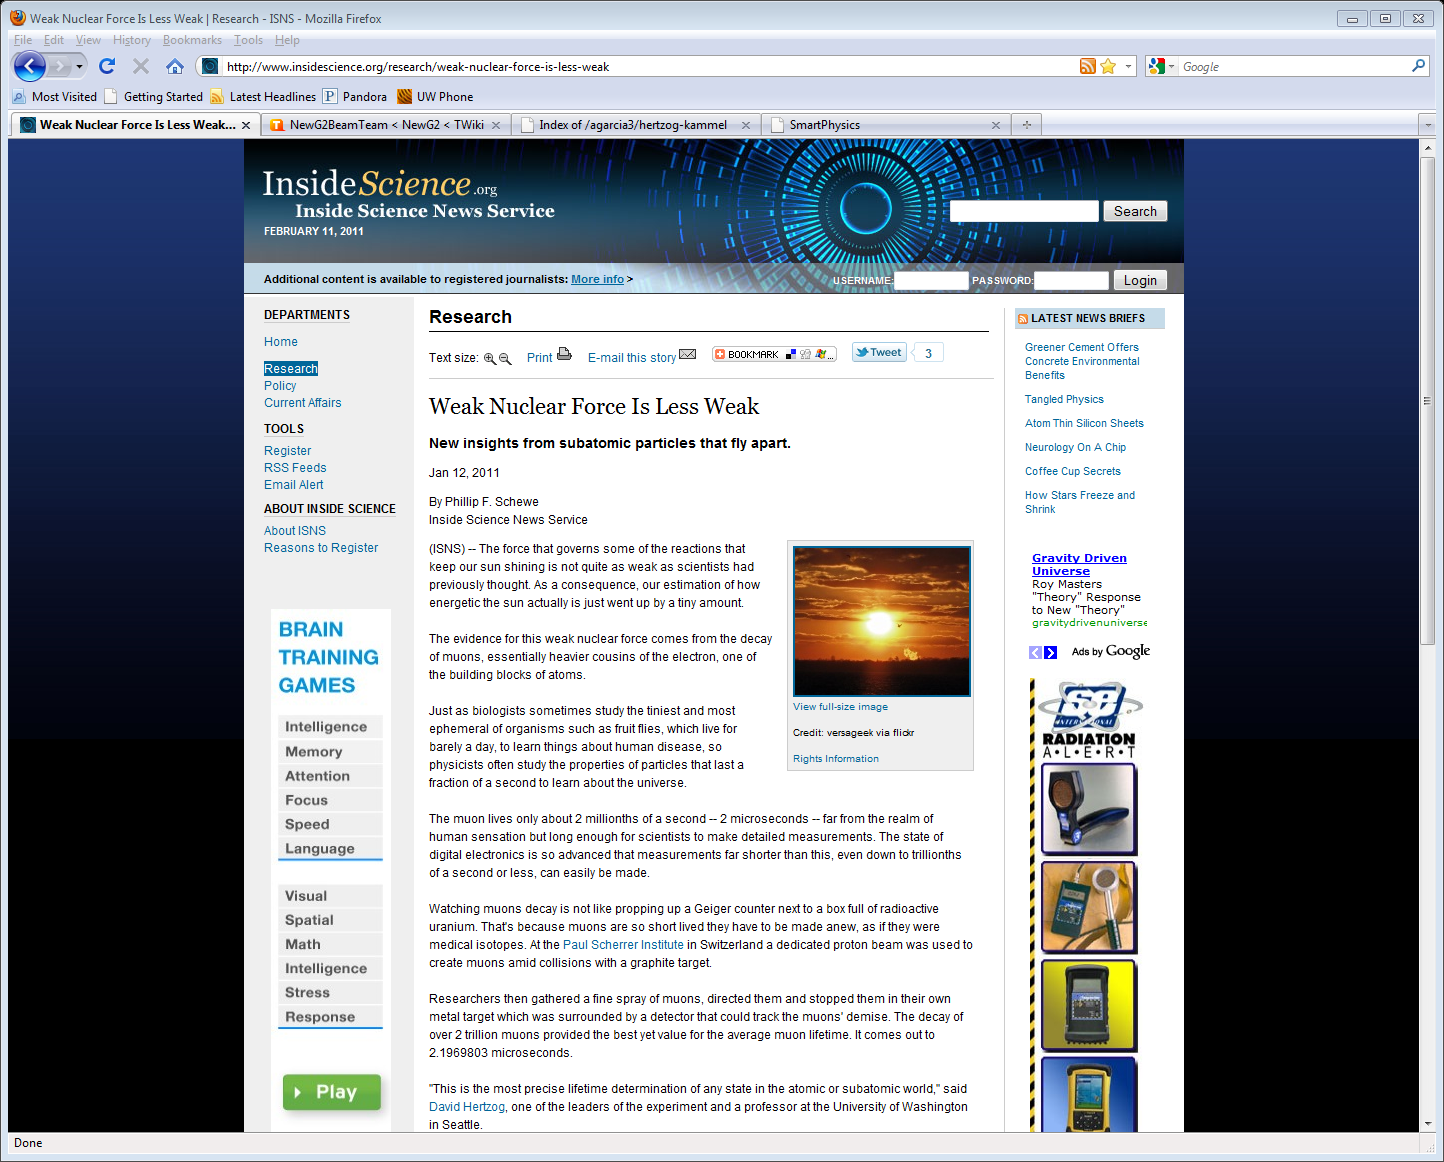 Weak Nuclear Force Is Less Weak | Research - ISNS - Mozilla Firefox
File Edit View History Bookmarks Tools Help
http://www.insidescience.org/research/weak-nuclear-force-is-less-weak
Google
Most Visited Getting Started Latest Headlines P Pandora UW Phone
Weak Nuclear Force Is Less Weak... NewG2BeamTeam < NewG2 < TWiki Index of /agarcia3/hertzog-kammel SmartPhysics
InsideScience.org
Inside Science News Service
FEBRUARY 11, 2011
Search
Additional content is available to registered journalists: More info >
USERNAME: PASSWORD: Login
DEPARTMENTS
Home
Research
Policy
Current Affairs
TOOLS
Register
RSS Feeds
Email Alert
ABOUT INSIDE SCIENCE
About ISNS
Reasons to Register
BRAIN
TRAINING
GAMES
Intelligence
Memory
Attention
Focus
Speed
Language
Visual
Spatial
Math
Intelligence
Stress
Response
Play
Research
Text size: Print E-mail this story BOOKMARK Tweet 3
Weak Nuclear Force Is Less Weak
New insights from subatomic particles that fly apart.
Jan 12, 2011
By Phillip F. Schewe
Inside Science News Service
(ISNS) -- The force that governs some of the reactions that
keep our sun shining is not quite as weak as scientists had
previously thought. As a consequence, our estimation of how
energetic the sun actually is just went up by a tiny amount.
The evidence for this weak nuclear force comes from the decay
of muons, essentially heavier cousins of the electron, one of
the building blocks of atoms.
Just as biologists sometimes study the tiniest and most
ephemeral of organisms such as fruit flies, which live for
barely a day, to learn things about human disease, so
physicists often study the properties of particles that last a
fraction of a second to learn about the universe.
View full-size image
Credit: versageek via flickr
Rights Information
The muon lives only about 2 millionths of a second -- 2 microseconds -- far from the realm of
human sensation but long enough for scientists to make detailed measurements. The state of
digital electronics is so advanced that measurements far shorter than this, even down to trillionths
of a second or less, can easily be made.
Watching muons decay is not like propping up a Geiger counter next to a box full of radioactive
uranium. That's because muons are so short lived they have to be made anew, as if they were
medical isotopes. At the Paul Scherrer Institute in Switzerland a dedicated proton beam was used to
create muons amid collisions with a graphite target.
Researchers then gathered a fine spray of muons, directed them and stopped them in their own
metal target which was surrounded by a detector that could track the muons' demise. The decay of
over 2 trillion muons provided the best yet value for the average muon lifetime. It comes out to
2.1969803 microseconds.
"This is the most precise lifetime determination of any state in the atomic or subatomic world," said
David Hertzog, one of the leaders of the experiment and a professor at the University of Washington
in Seattle.
LATEST NEWS BRIEFS
Greener Cement Offers
Concrete Environmental
Benefits
Tangled Physics
Atom Thin Silicon Sheets
Neurology On A Chip
Coffee Cup Secrets
How Stars Freeze and
Shrink
Gravity Driven
Universe
Roy Masters
"Theory" Response
to New "Theory"
gravitydrivenuniverse
Ads by Google
INTERNATIONAL
RADIATION
A·L·E·R·T
Done